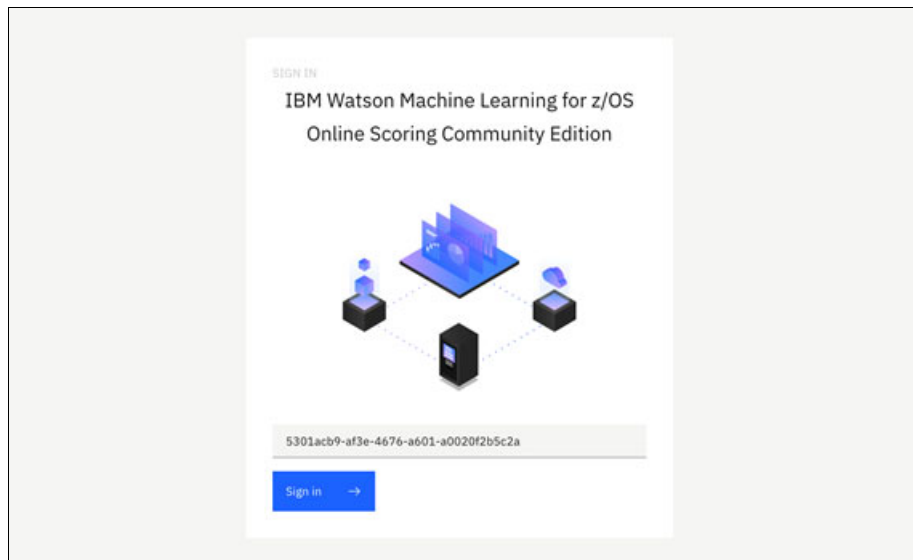 SIGN IN
IBM Watson Machine Learning for z/OS
Online Scoring Community Edition
5301acb9-af3e-4676-a601-a0020f2b5c2a
Sign in →